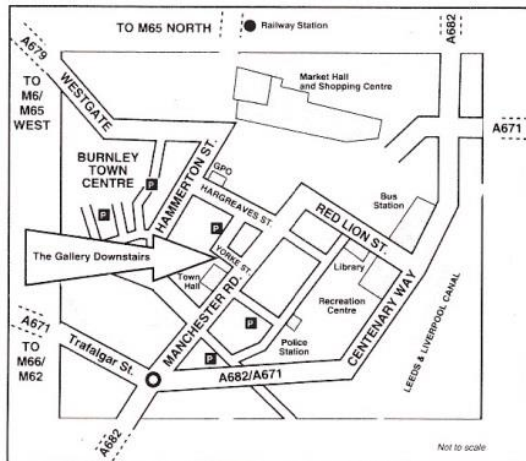 TO M65 NORTH
Railway Station
A682
A679
TO
M6/
M65
WEST
WESTGATE
Market Hall
and Shopping Centre
A671
BURNLEY
TOWN
CENTRE
P
P
HAMMERTON ST.
GPO
HARGREAVES ST.
P
RED LION ST.
Bus
Station
The Gallery Downstairs
YORKE ST.
Town
Hall
Library
Recreation
Centre
MANCHESTER RD.
CENTENARY WAY
LEEDS & LIVERPOOL CANAL
A671
TO
M66/
M62
Trafalgar St.
P
P
Police
Station
A682/A671
A682
Not to scale